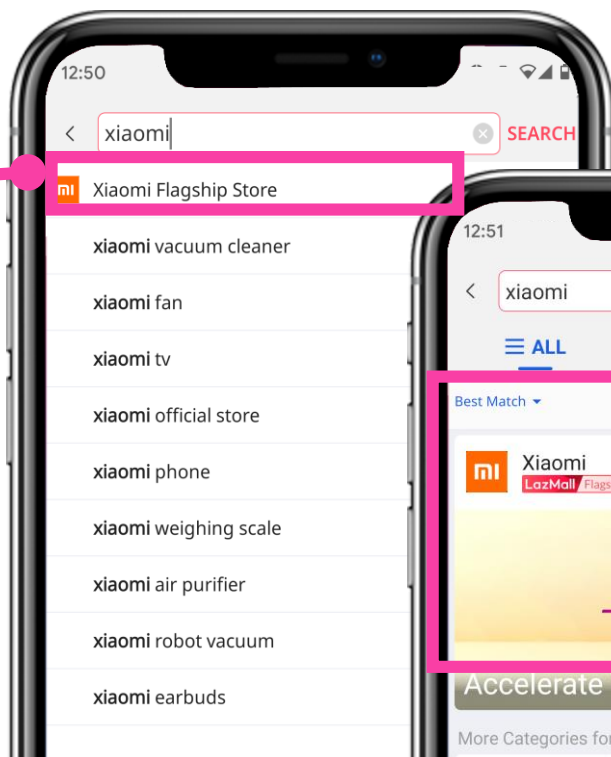 12:50
xiaomi
SEARCH
Xiaomi Flagship Store
xiaomi vacuum cleaner
xiaomi fan
xiaomi tv
xiaomi official store
xiaomi phone
xiaomi weighing scale
xiaomi air purifier
xiaomi robot vacuum
xiaomi earbuds
12:51
xiaomi
ALL
Best Match
Xiaomi
LazMall Flags
Accelerate
More Categories for